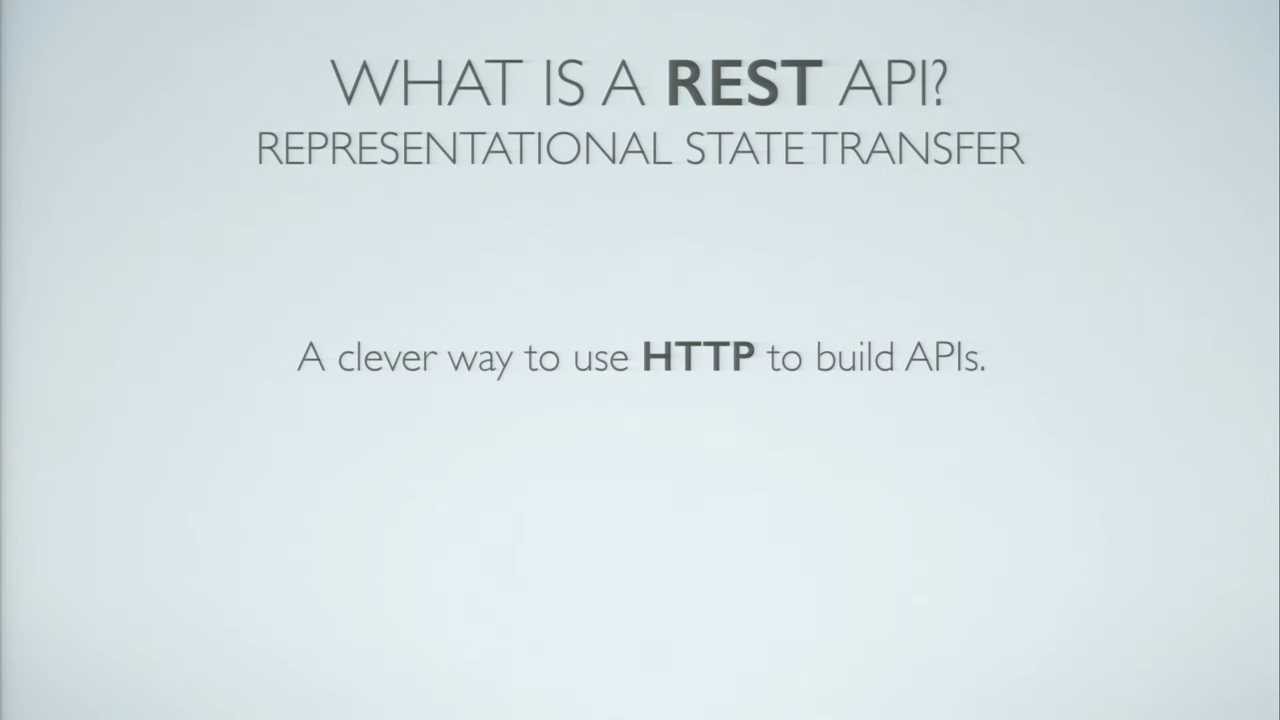 WHAT IS A REST API?
REPRESENTATIONAL STATE TRANSFER
A clever way to use HTTP to build APIs.